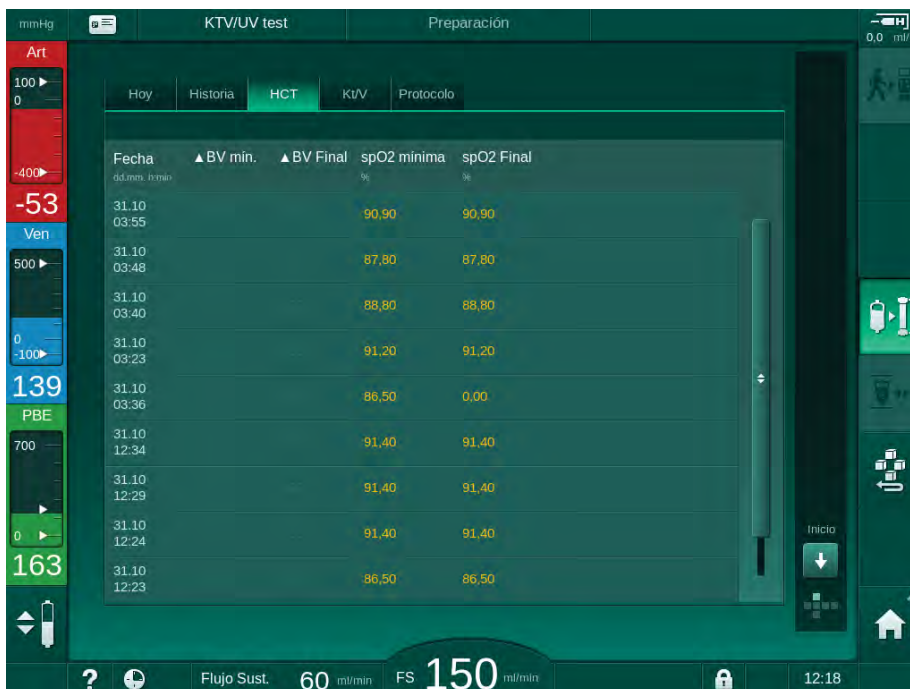 mmHg
KTV/UV test
Preparación
0,0 ml/
Art
100
0
-400
-53
Ven
500
0
-100
139
PBE
700
0
163
Hoy Historia HCT Kt/V Protocolo
Fecha ▲BV mín. ▲BV Final spO2 mínima spO2 Final
dd.mm. h:min % %
31.10
03:55 90,90 90,90
31.10
03:48 87,80 87,80
31.10
03:40 88,80 88,80
31.10
03:23 91,20 91,20
31.10
03:36 86,50 0,00
31.10
12:34 91,40 91,40
31.10
12:29 91,40 91,40
31.10
12:24 91,40 91,40
31.10
12:23 86,50 86,50
Inicio
? Flujo Sust. 60 ml/min FS 150 ml/min 12:18